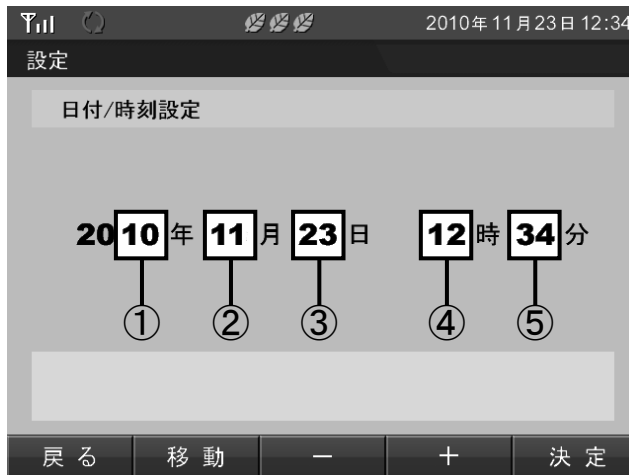 2010年11月23日 12:34
設定
日付/時刻設定
2010年 11月 23日 12時 34分
① ② ③ ④ ⑤
戻る 移動 － ＋ 決定